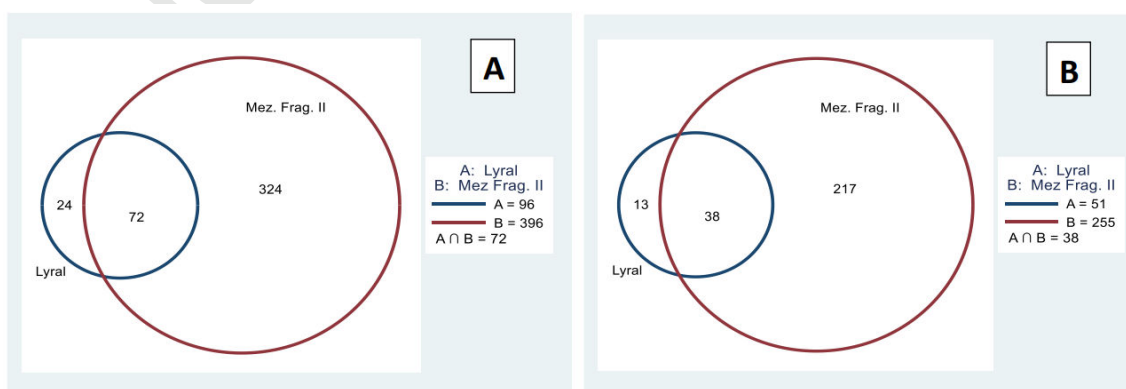 A
Mez. Frag. II
324
24
72
Lyral
A: Lyral
B: Mez Frag. II
A = 96
B = 396
A ∩ B = 72
B
Mez. Frag. II
217
13
38
Lyral
A: Lyral
B: Mez Frag. II
A = 51
B = 255
A ∩ B = 38